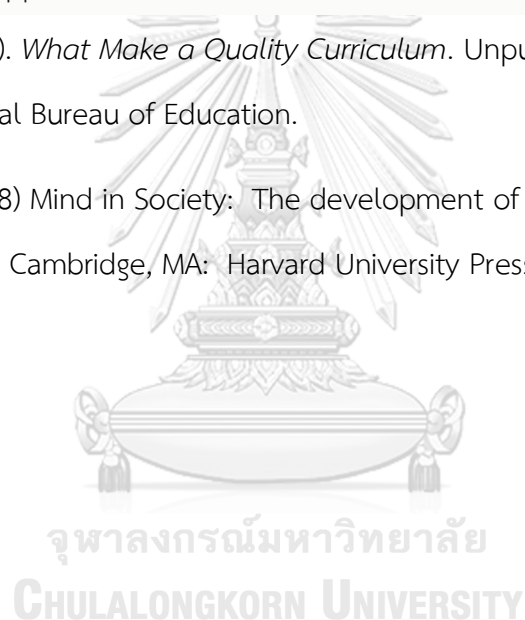 ). What Make a Quality Curriculum. Unpu
al Bureau of Education.
8) Mind in Society: The development of
Cambridge, MA: Harvard University Press
จุฬาลงกรณ์มหาวิทยาลัย
CHULALONGKORN UNIVERSITY